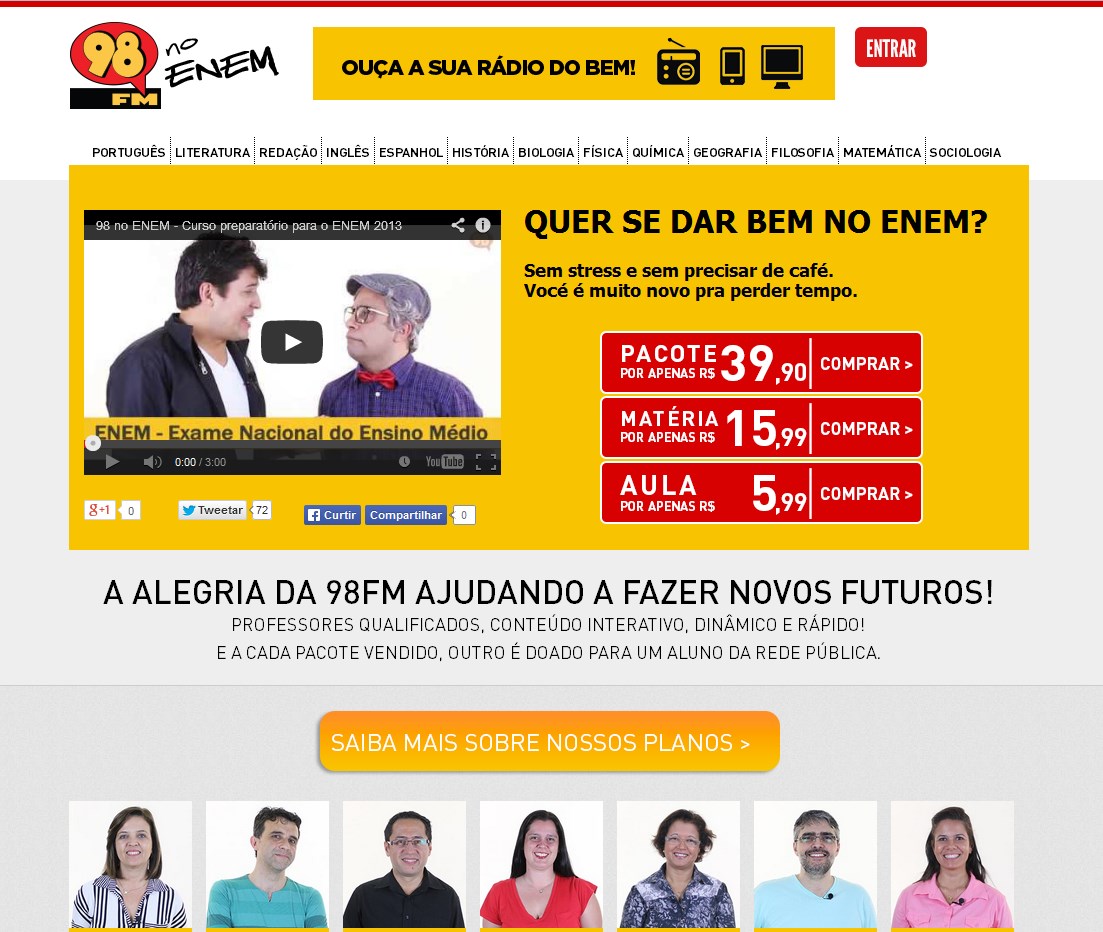 98
FM
no
ENEM
OUÇA A SUA RÁDIO DO BEM!
ENTRAR
PORTUGUÊS LITERATURA REDAÇÃO INGLÊS ESPANHOL HISTÓRIA BIOLOGIA FÍSICA QUÍMICA GEOGRAFIA FILOSOFIA MATEMÁTICA SOCIOLOGIA
98 no ENEM - Curso preparatório para o ENEM 2013
ENEM - Exame Nacional do Ensino Médio
0:00 / 3:00
YouTube
g+1 0
Tweetar 72
Curtir Compartilhar 0
QUER SE DAR BEM NO ENEM?
Sem stress e sem precisar de café.
Vocé é muito novo pra perder tempo.
PACOTE
POR APENAS R$ 39,90 COMPRAR >
MATÉRIA
POR APENAS R$ 15,99 COMPRAR >
AULA
POR APENAS R$ 5,99 COMPRAR >
A ALEGRIA DA 98FM AJUDANDO A FAZER NOVOS FUTUROS!
PROFESSORES QUALIFICADOS, CONTEÚDO INTERATIVO, DINÂMICO E RÁPIDO!
E A CADA PACOTE VENDIDO, OUTRO É DOADO PARA UM ALUNO DA REDE PÚBLICA.
SAIBA MAIS SOBRE NOSSOS PLANOS >